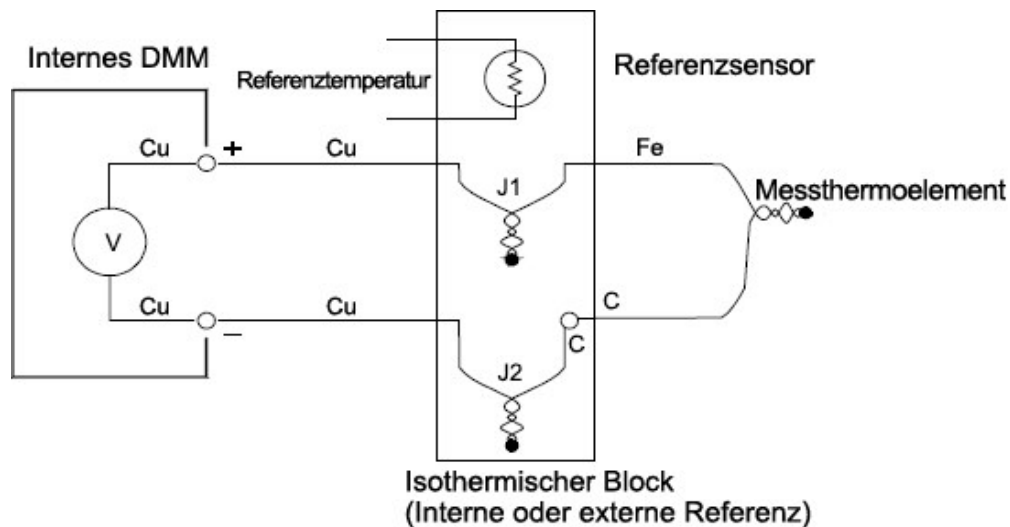 Internes DMM
Referenztemperatur
Referenzsensor
Cu
+
Cu
Fe
J1
Messthermoelement
V
Cu
–
Cu
C
C
J2
Isothermischer Block
(Interne oder externe Referenz)